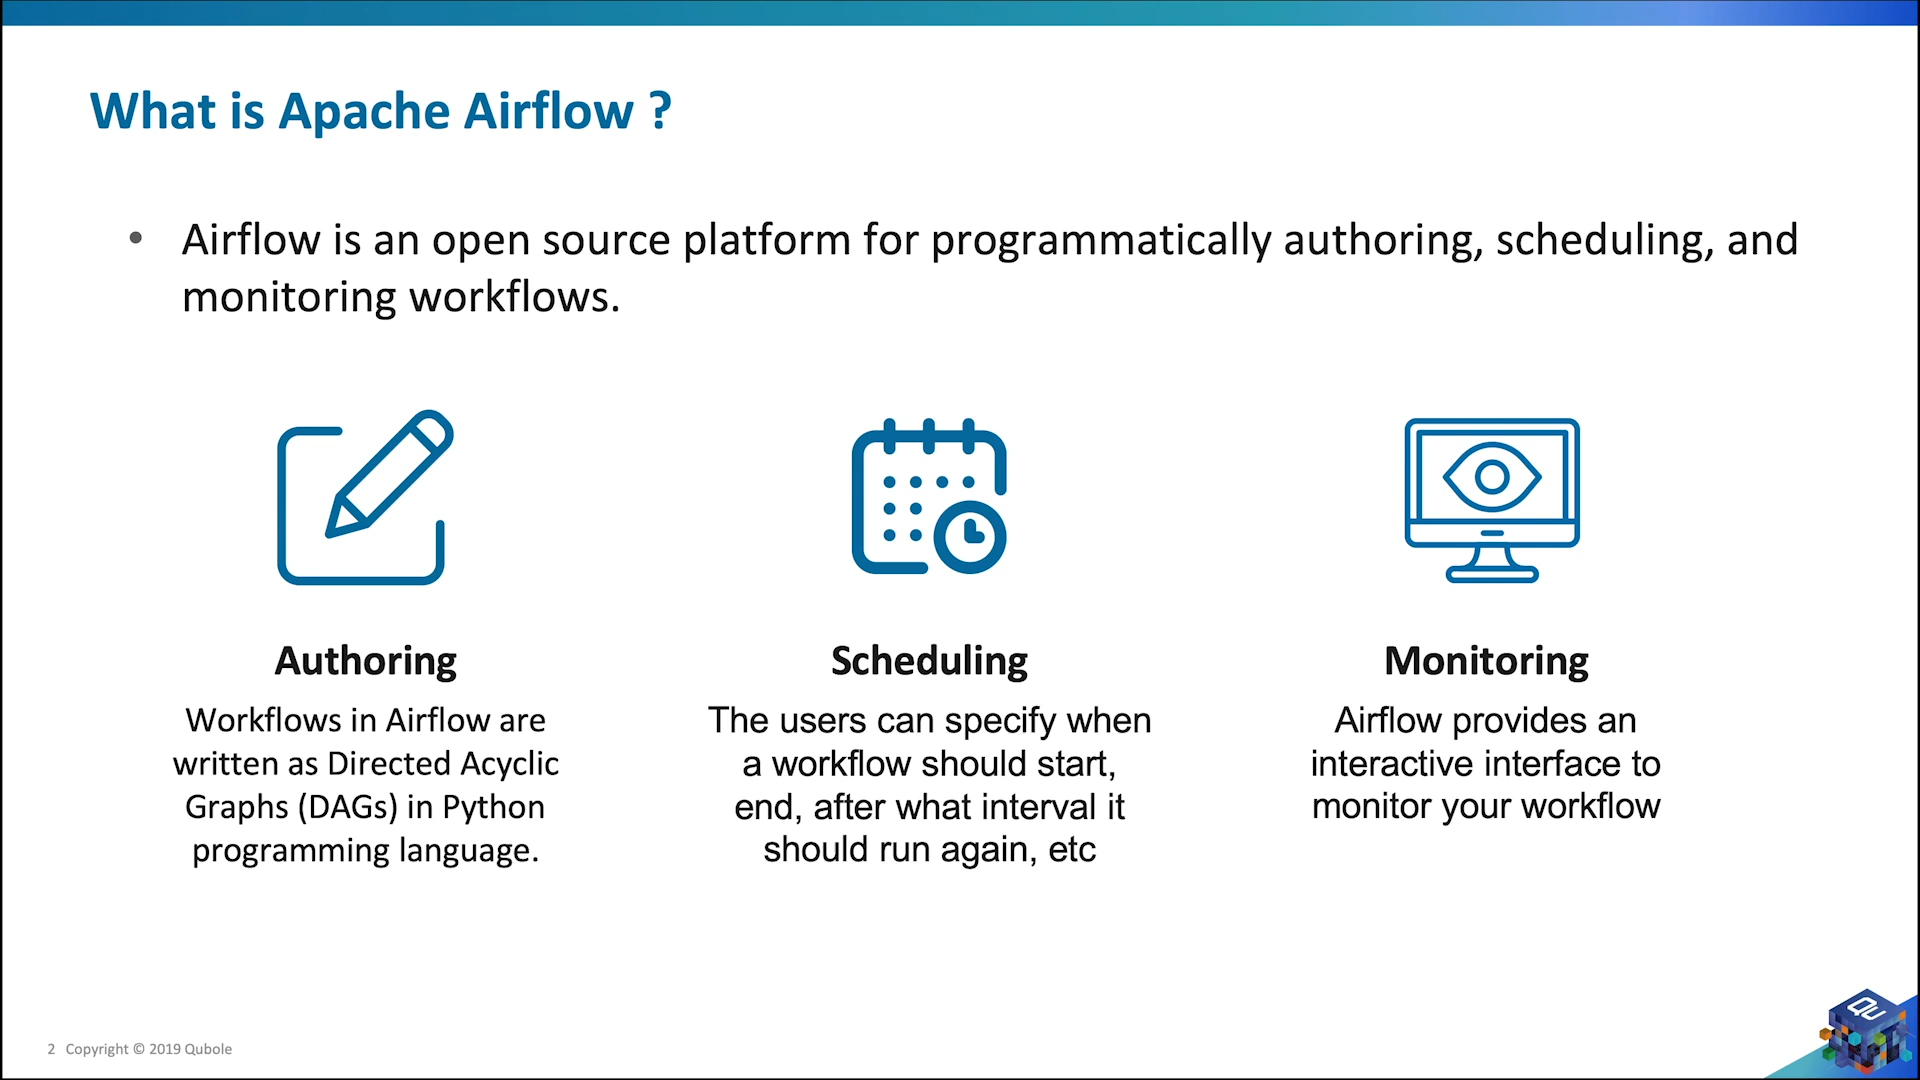 What is Apache Airflow ?
• Airflow is an open source platform for programmatically authoring, scheduling, and
monitoring workflows.
Authoring
Workflows in Airflow are
written as Directed Acyclic
Graphs (DAGs) in Python
programming language.
Scheduling
The users can specify when
a workflow should start,
end, after what interval it
should run again, etc
Monitoring
Airflow provides an
interactive interface to
monitor your workflow
2 Copyright © 2019 Qubole
QU